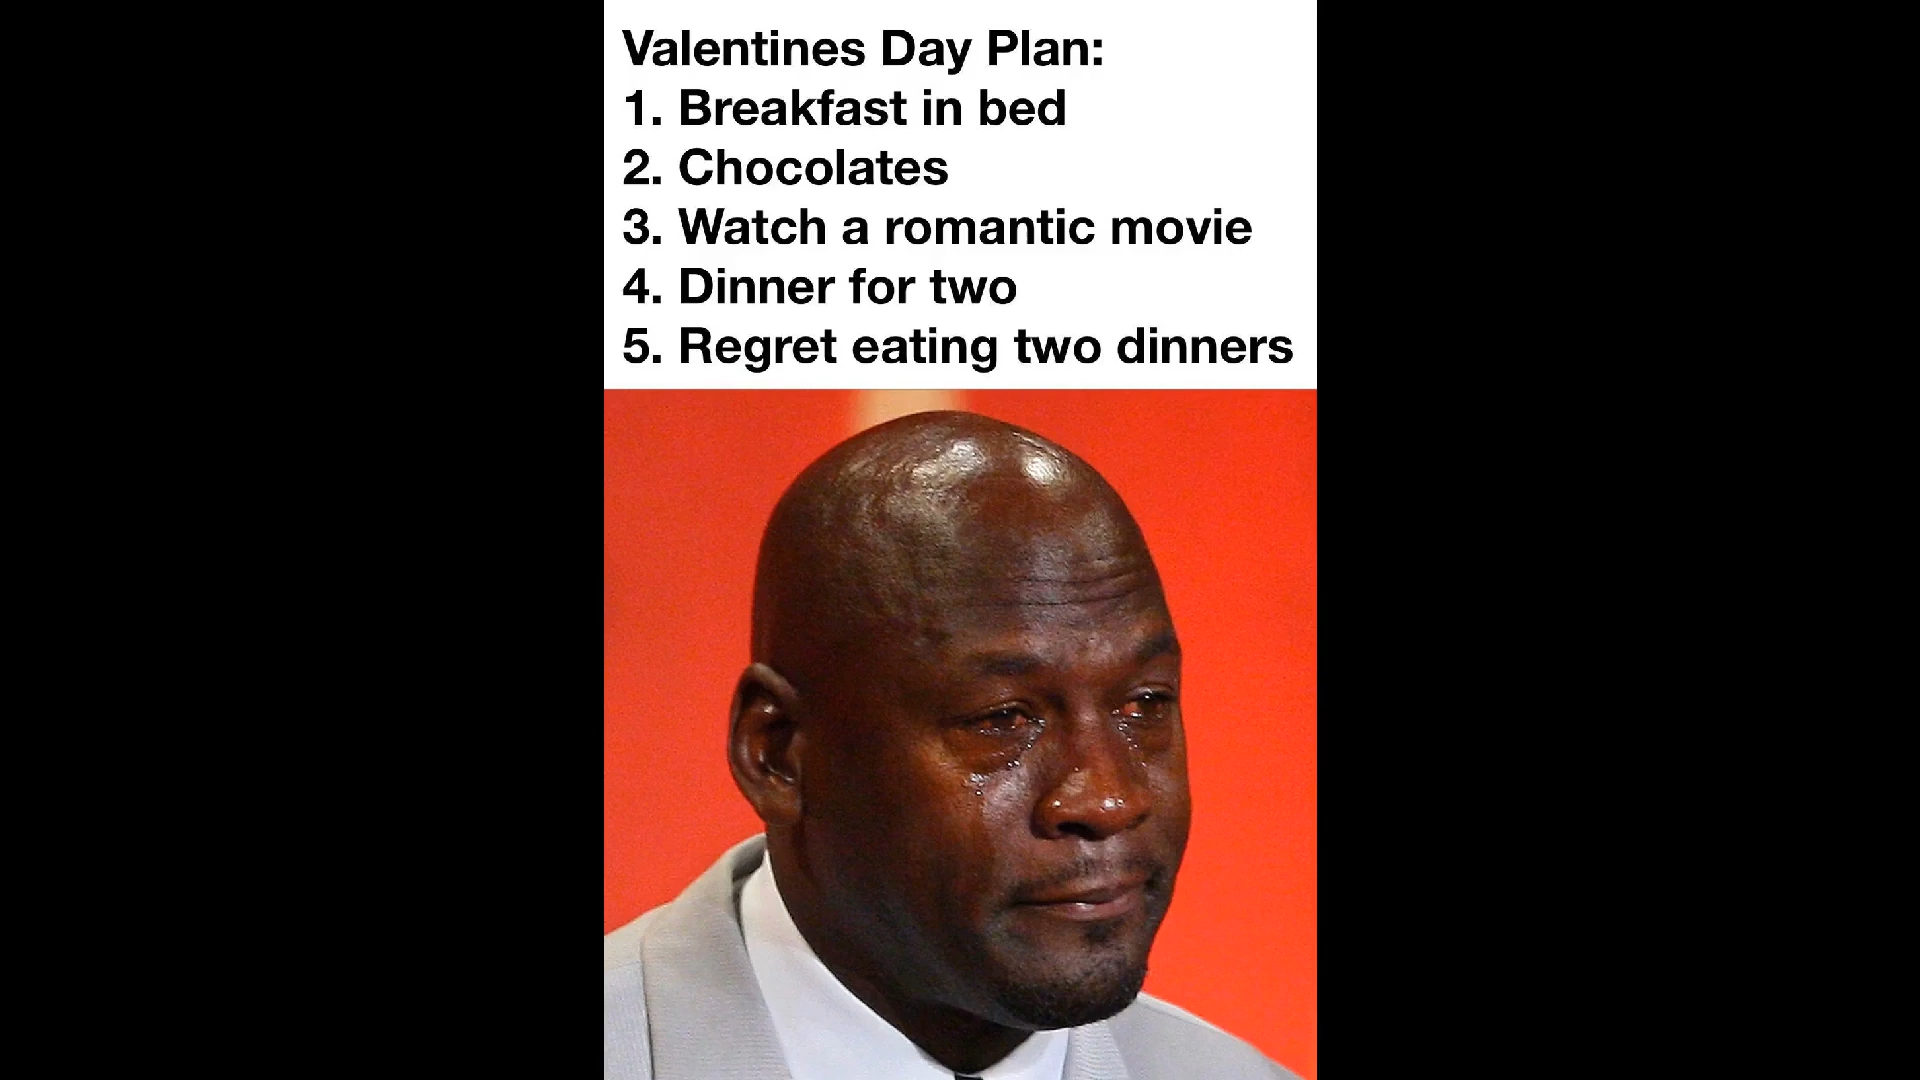 Valentines Day Plan:
1. Breakfast in bed
2. Chocolates
3. Watch a romantic movie
4. Dinner for two
5. Regret eating two dinners